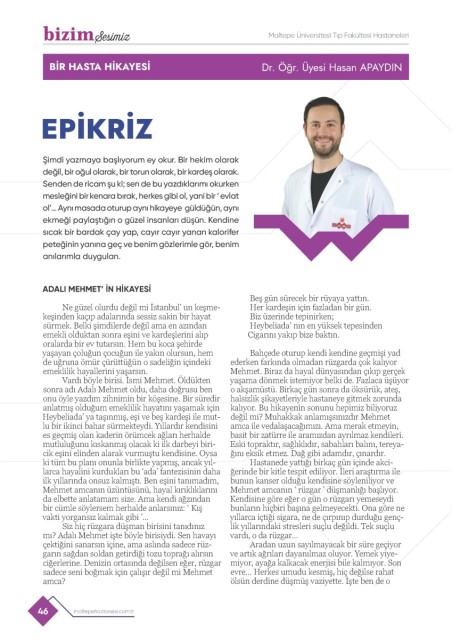 bizim Sesimiz
Maltepe Üniversitesi Tıp Fakültesi Hastaneleri
BİR HASTA HİKAYESİ
Dr. Öğr. Üyesi Hasan APAYDIN
EPİKRİZ
Şimdi yazmaya başlıyorum ey okur. Bir hekim olarak
değil, bir oğul olarak, bir torun olarak, bir kardeş olarak.
Senden de ricam şu ki; sen de bu yazdıklarımı okurken
mesleğini bir kenara bırak, herkes gibi ol, yani bir ' evlat
ol'... Aynı masada oturup aynı hikayeye güldüğün, aynı
ekmeği paylaştığın o güzel insanları düşün. Kendine
sıcak bir bardak çay yap, cayır cayır yanan kalorifer
peteğinin yanına geç ve benim gözlerimle gör, benim
anılarımla duygulan.
ADALI MEHMET' İN HİKAYESİ
Ne güzel olurdu değil mi İstanbul' un keşme-
keşinden kaçıp adalarında sessiz sakin bir hayat
sürmek. Belki şimdilerde değil ama en azından
emekli olduktan sonra eşini ve kardeşlerini alıp
oralarda bir ev tutarsın. Hem bu koca şehirde
yaşayan çoluğun çocuğun ile yakın olursun, hem
de uğruna ömür çürüttüğün o sadeliğin içindeki
emeklilik hayallerini yaşarsın.
Vardı böyle birisi. İsmi Mehmet. Öldükten
sonra adı Adalı Mehmet oldu, daha doğrusu ben
onu öyle yazdım zihnimin bir köşesine. Bir süredir
anlatmış olduğum emeklilik hayatını yaşamak için
Heybeliada' ya taşınmış, eşi ve beş kardeşi ile mut-
lu bir ikinci bahar sürmekteydi. Yıllardır kendisini
es geçmiş olan kaderin örümcek ağları herhalde
mutluluğunu kıskanmış olacak ki ilk darbeyi biri-
cik eşini elinden alarak vurmuştu kendisine. Oysa
ki tüm bu planı onunla birlikte yapmış, ancak yıl-
larca hayalini kurdukları bu 'ada' fantezisinin daha
ilk yıllarında onsuz kalmıştı. Ben eşini tanımadım,
Mehmet amcanın üzüntüsünü, hayal kırıklıklarını
da elbette anlatamam size. Ama kendi ağzından
bir cümle söylersem herhalde anlarsınız: ' Kuş
vakti yorgansız kalmak gibi '...
Siz hiç rüzgara düşman birisini tanıdınız
mı? Adalı Mehmet işte böyle birisiydi. Sen havayı
çektiğini sanarsın içine, ama aslında sadece rüz-
garın sağdan soldan getirdiği tozu toprağı alırsın
ciğerlerine. Denizin ortasında değilsen eğer, rüzgar
sadece seni boğmak için çalışır değil mi Mehmet
amca?
Beş gün sürecek bir rüyaya yattın.
Her kardeşin için fazladan bir gün.
Biz üzerinde tepinirken;
Heybeliada' nın en yüksek tepesinden
Cigarını yakıp bize baktın.
Bahçede oturup kendi kendine geçmişi yad
ederken farkında olmadan rüzgarda çok kalıyor
Mehmet. Biraz da hayal dünyasından çıkıp gerçek
yaşama dönmek istemiyor belki de. Fazlaca üşüyor
o akşamüstü. Birkaç gün sonra da öksürük, ateş,
halsizlik şikayetleriyle hastaneye gitmek zorunda
kalıyor. Bu hikayenin sonunu hepimiz biliyoruz
değil mi? Muhakkak anlamışsınızdır Mehmet
amca ile vedalaşacağımızı. Ama merak etmeyin,
basit bir zatürre ile aramızdan ayrılmaz kendileri.
Eski topraktır, sağlıklıdır, sabahları balını, tereya-
ğını eksik etmez. Dağ gibi adamdır, çınardır.
Hastanede yattığı birkaç gün içinde akci-
ğerinde bir kitle tespit ediliyor. İleri araştırma ile
bunun kanser olduğu kendisine söyleniliyor ve
Mehmet amcanın ' rüzgar ' düşmanlığı başlıyor.
Kendisine göre eğer o gün o rüzgarı yemeseydi
bunların hiçbiri başına gelmeyecekti. Ona göre ne
yıllarca içtiği sigara, ne de çırpınıp durduğu genç-
lik yıllarındaki stresleri suçlu değildi. Tek suçlu
vardı, o da rüzgar...
Aradan uzun sayılmayacak bir süre geçiyor
ve artık ağrıları dayanılmaz oluyor. Yemek yiye-
miyor, ayağa kalkacak enerjisi bile kalmıyor. Son
evre... Herkes umudu kesmiş, hiç değilse rahat
ölsün derdine düşmüş vaziyette. İşte ben de o
46
maltepehastanesi.com.tr